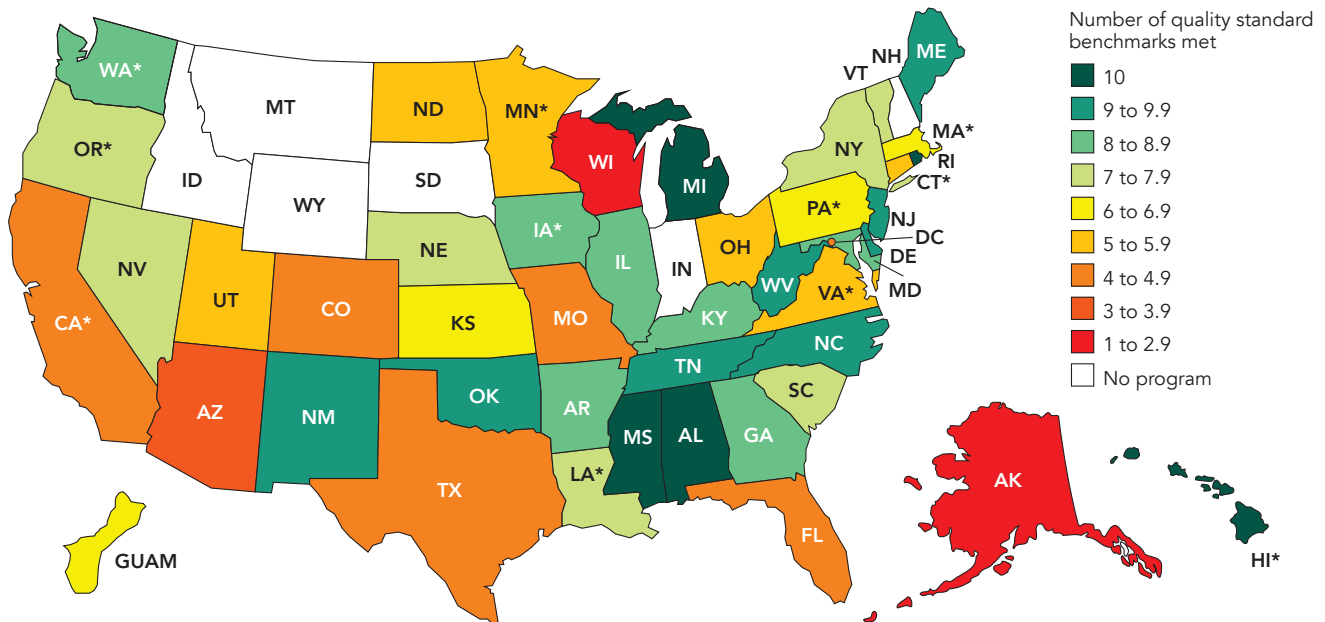 Number of quality standard
benchmarks met
10
9 to 9.9
8 to 8.9
7 to 7.9
6 to 6.9
5 to 5.9
4 to 4.9
3 to 3.9
1 to 2.9
No program
WA*
MT
ND
MN*
VT
NH
ME
OR*
ID
WY
SD
WI
MI
NY
MA*
RI
CT*
NV
UT
CO
NE
IA*
IL
IN
OH
PA*
NJ
DC
DE
MD
CA*
KS
MO
KY
WV
VA*
AZ
NM
OK
AR
TN
NC
SC
TX
LA*
MS
AL
GA
FL
GUAM
AK
HI*